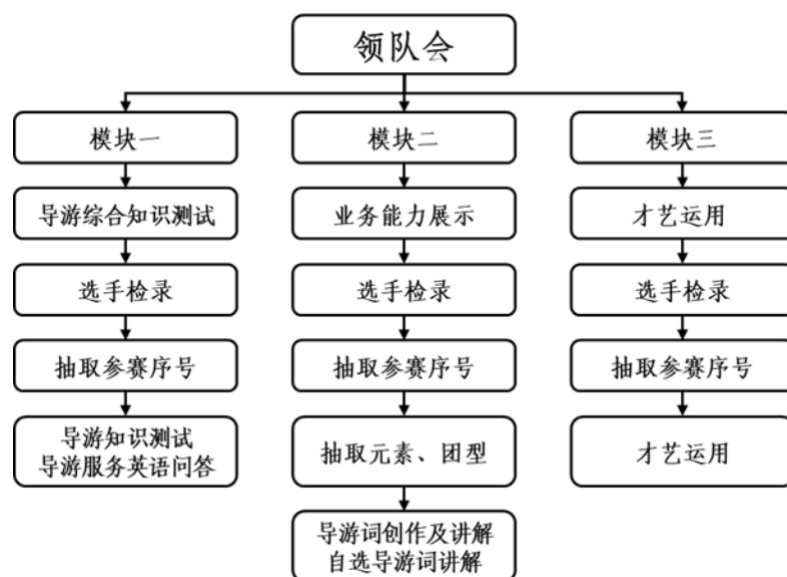 领队会
模块一
模块二
模块三
导游综合知识测试
业务能力展示
才艺运用
选手检录
选手检录
选手检录
抽取参赛序号
抽取参赛序号
抽取参赛序号
导游知识测试
导游服务英语问答
抽取元素、团型
才艺运用
导游词创作及讲解
自选导游词讲解